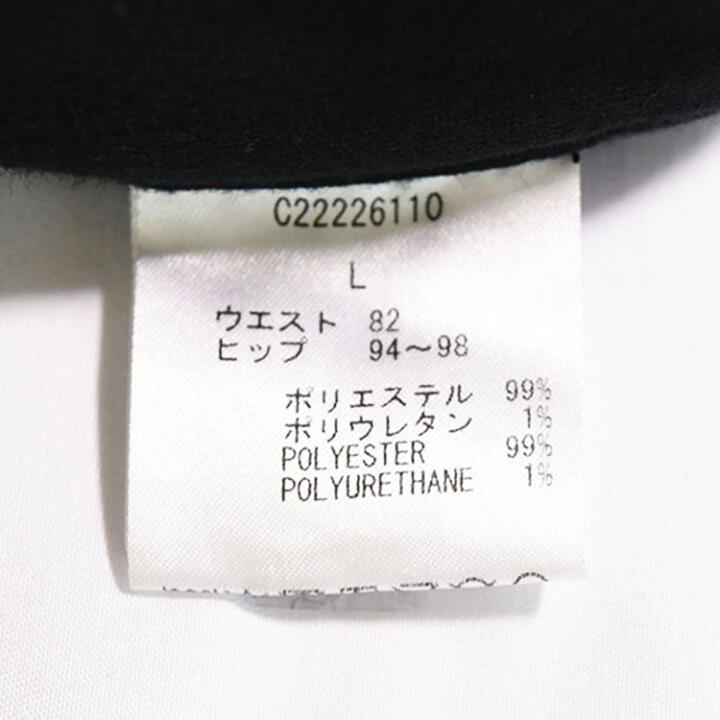 C22226110
L
ウエスト 82
ヒップ 94～98
ポリエステル 99%
ポリウレタン 1%
POLYESTER 99%
POLYURETHANE 1%